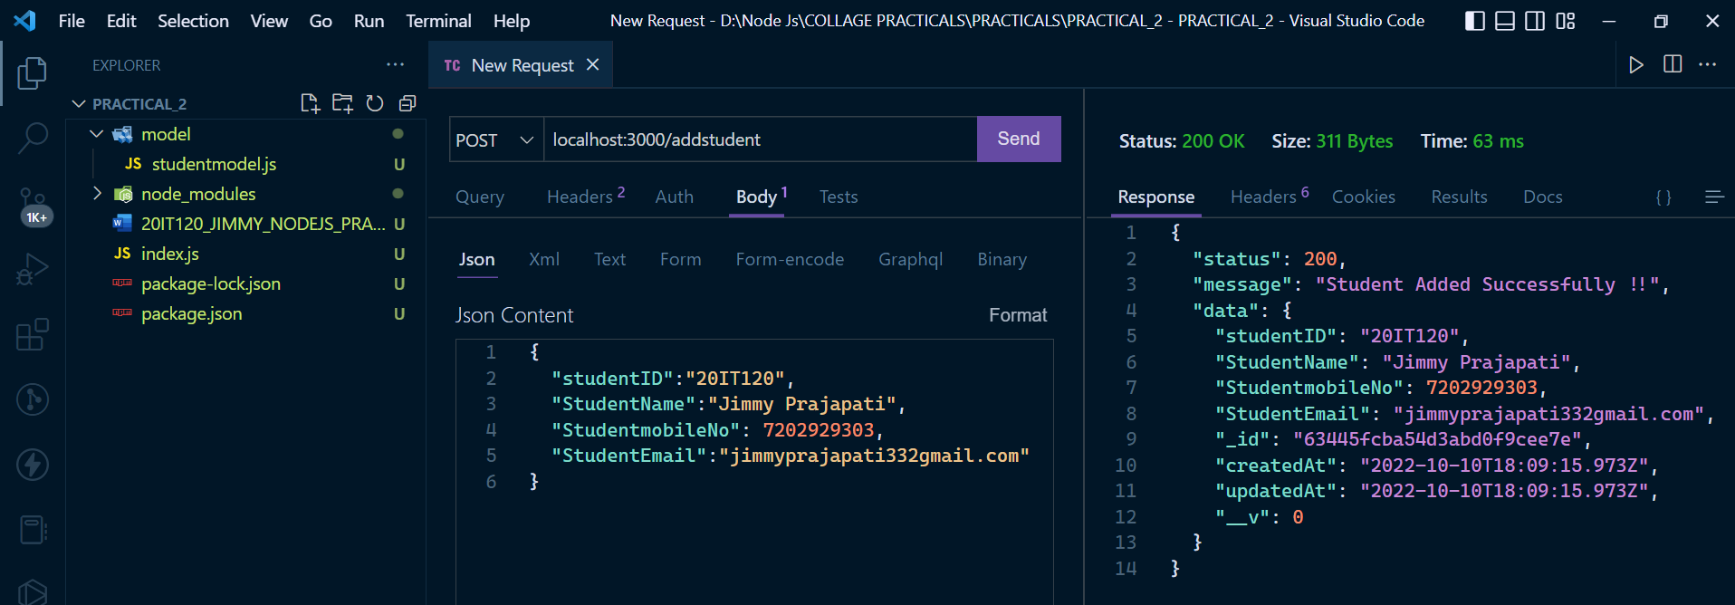 File Edit Selection View Go Run Terminal Help New Request - D:\Node Js\COLLAGE PRACTICALS\PRACTICALS\PRACTICAL_2 - PRACTICAL_2 - Visual Studio Code
EXPLORER ...
PRACTICAL_2
model
JS studentmodel.js U
node_modules
20IT120_JIMMY_NODEJS_PRA... U
JS index.js U
package-lock.json U
package.json U
1K+
TC New Request
POST localhost:3000/addstudent Send
Query Headers 2 Auth Body 1 Tests
Json Xml Text Form Form-encode Graphql Binary
Json Content Format
1 {
2 "studentID":"20IT120",
3 "StudentName":"Jimmy Prajapati",
4 "StudentmobileNo": 7202929303,
5 "StudentEmail":"jimmyprajapati332gmail.com"
6 }
Status: 200 OK Size: 311 Bytes Time: 63 ms
Response Headers 6 Cookies Results Docs { }
1 {
2 "status": 200,
3 "message": "Student Added Successfully !!",
4 "data": {
5 "studentID": "20IT120",
6 "StudentName": "Jimmy Prajapati",
7 "StudentmobileNo": 7202929303,
8 "StudentEmail": "jimmyprajapati332gmail.com",
9 "_id": "63445fcba54d3abd0f9cee7e",
10 "createdAt": "2022-10-10T18:09:15.973Z",
11 "updatedAt": "2022-10-10T18:09:15.973Z",
12 "__v": 0
13 }
14 }